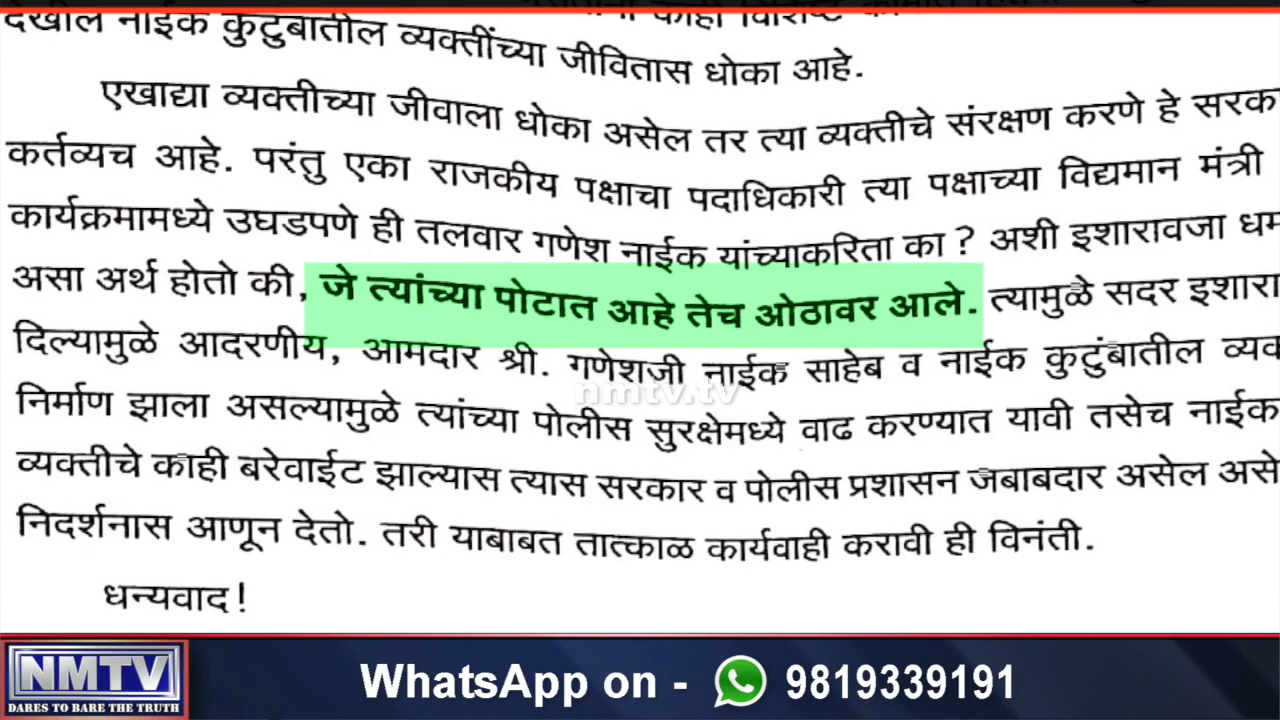 देखील नाईक कुटुबातील व्यक्तींच्या जीवितास धोका आहे.
एखाद्या व्यक्तीच्या जीवाला धोका असेल तर त्या व्यक्तीचे संरक्षण करणे हे सरका
कर्तव्यच आहे. परंतु एका राजकीय पक्षाचा पदाधिकारी त्या पक्षाच्या विद्यमान मंत्री
कार्यक्रमामध्ये उघडपणे ही तलवार गणेश नाईक यांच्याकरिता का? अशी इशारावजा धम
असा अर्थ होतो की, जे त्यांच्या पोटात आहे तेच ओठावर आले. त्यामुळे सदर इशारा
दिल्यामुळे आदरणीय, आमदार श्री. गणेशजी नाईक साहेब व नाईक कुटुंबातील व्यक
निर्माण झाला असल्यामुळे त्यांच्या पोलीस सुरक्षेमध्ये वाढ करण्यात यावी तसेच नाईक
व्यक्तीचे काही बरेवाईट झाल्यास त्यास सरकार व पोलीस प्रशासन जबाबदार असेल असे
निदर्शनास आणून देतो. तरी याबाबत तात्काळ कार्यवाही करावी ही विनंती.
धन्यवाद!
nmtv.tv
NMTV
DARES TO BARE THE TRUTH
WhatsApp on - 9819339191